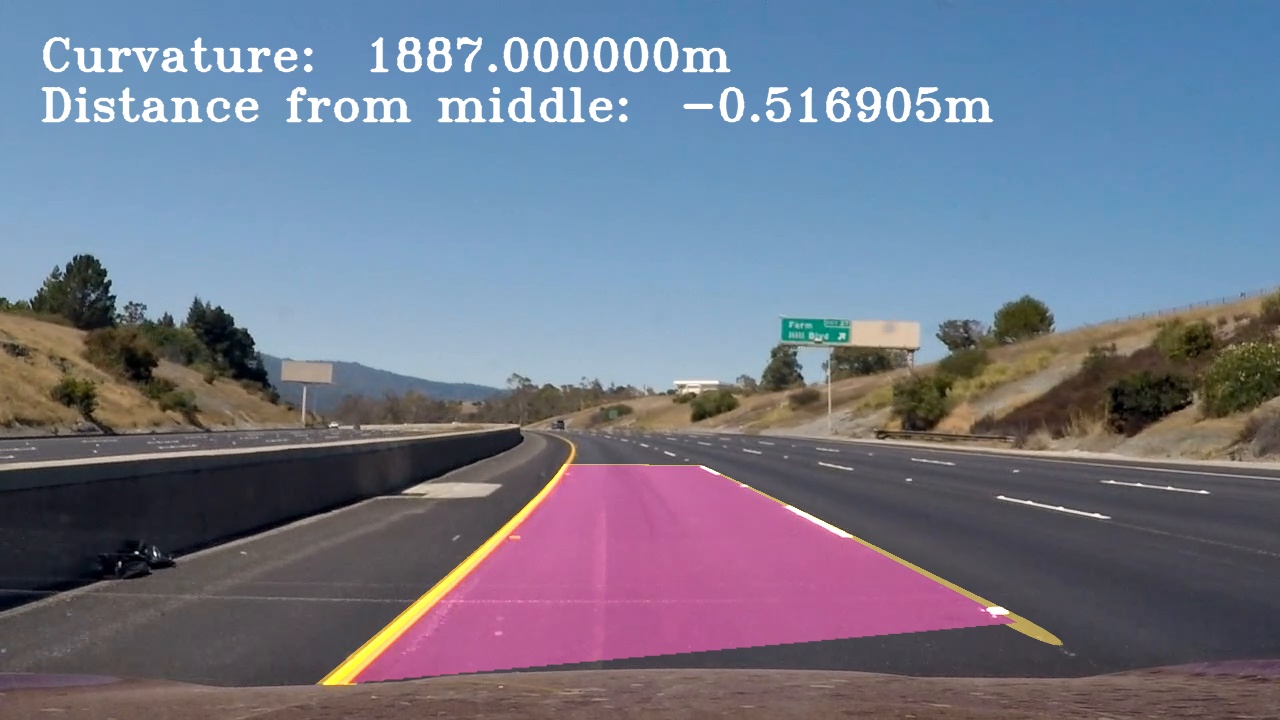 Curvature: 1887.000000m
Distance from middle: −0.516905m
Farm
Hill Blvd